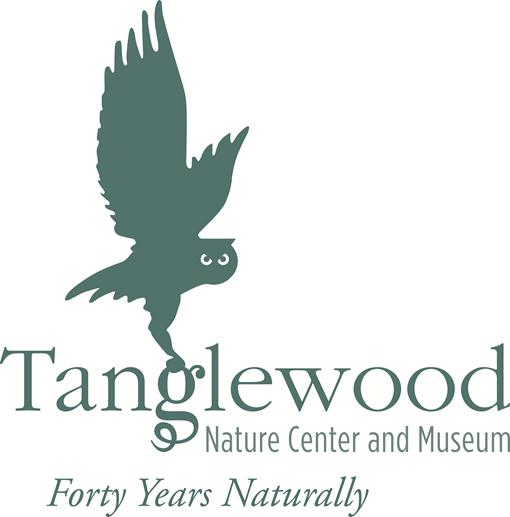 Tanglewood
Nature Center and Museum
Forty Years Naturally